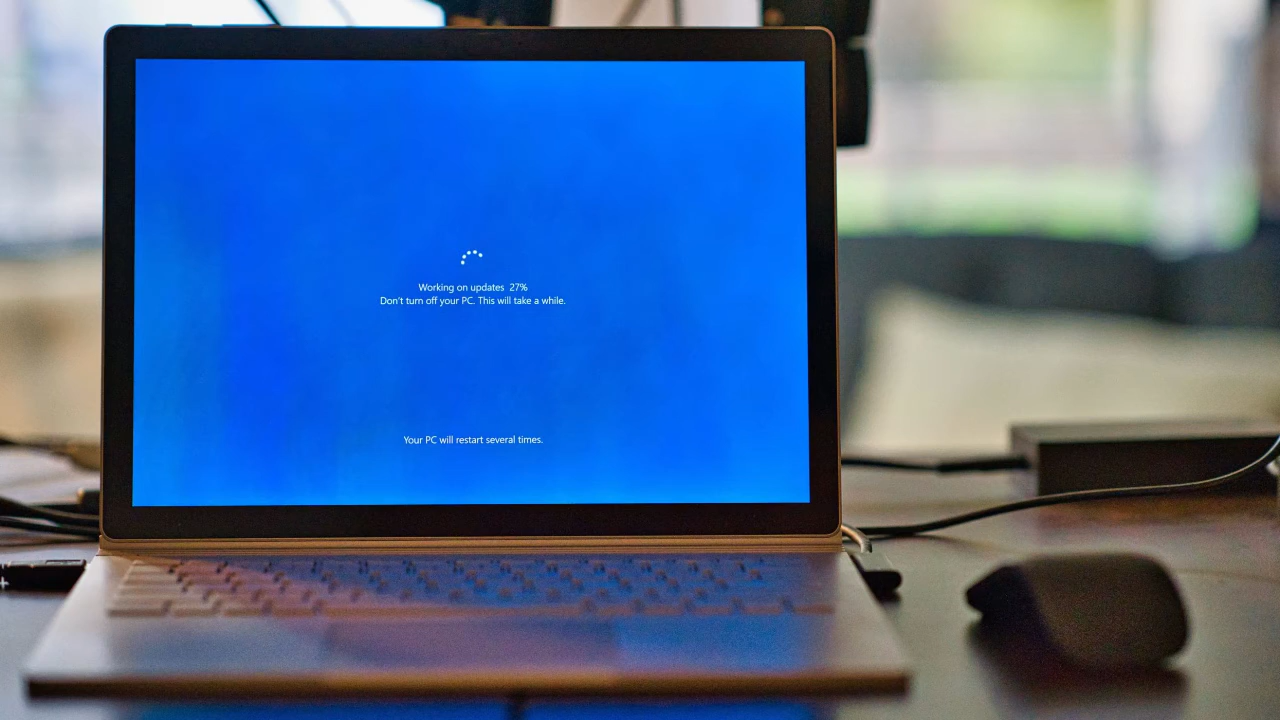 Working on updates 27%
Don't turn off your PC. This will take a while.
Your PC will restart several times.